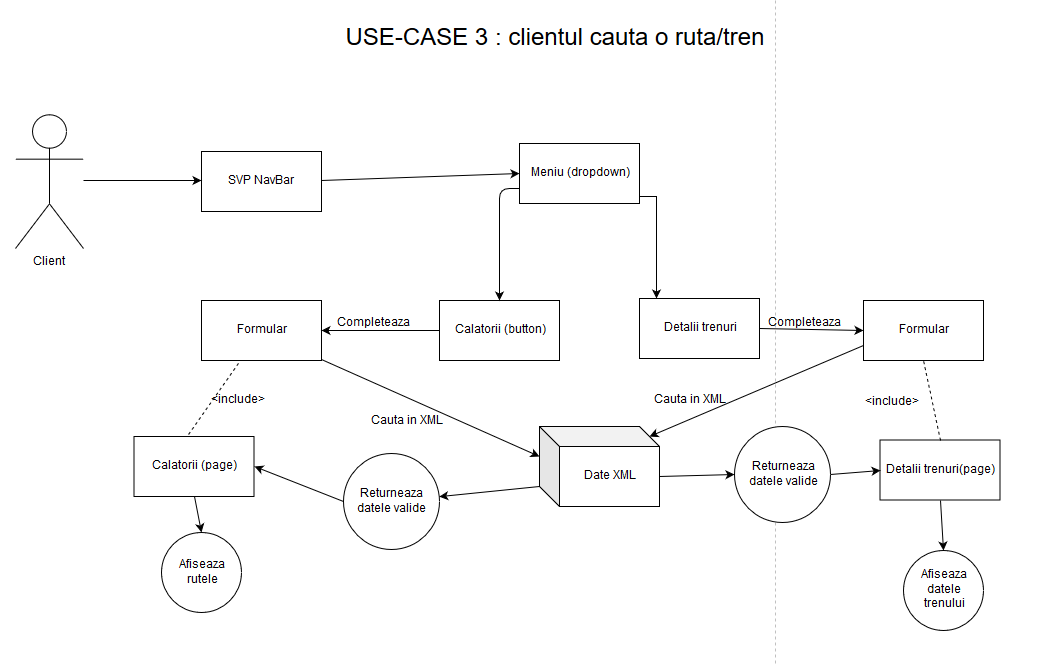 USE-CASE 3 : clientul cauta o ruta/tren
Client
SVP NavBar
Meniu (dropdown)
Formular
Completeaza
Calatorii (button)
Detalii trenuri
Completeaza
Formular
<include>
Cauta in XML
Cauta in XML
<include>
Calatorii (page)
Returneaza
datele valide
Date XML
Returneaza
datele valide
Detalii trenuri(page)
Afiseaza
rutele
Afiseaza
datele
trenului